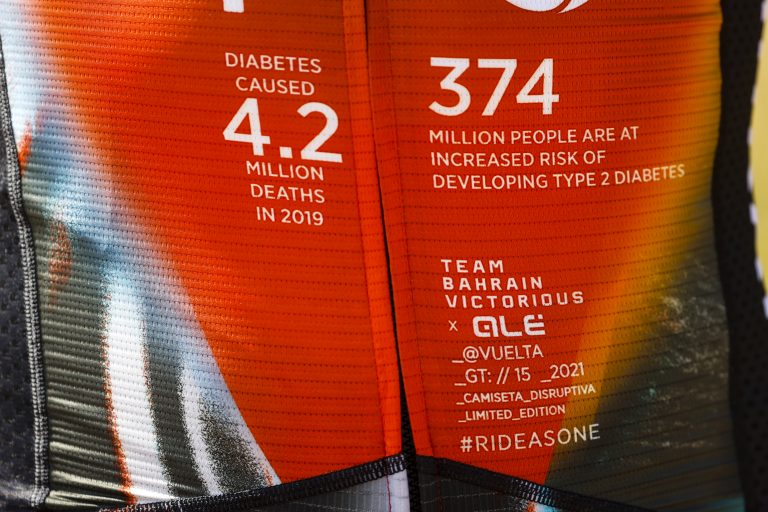 DIABETES
CAUSED
4.2
MILLION
DEATHS
IN 2019
374
MILLION PEOPLE ARE AT
INCREASED RISK OF
DEVELOPING TYPE 2 DIABETES
TEAM
BAHRAIN
VICTORIOUS
x ALÉ
_@VUELTA
_GT: // 15 _2021
_CAMISETA_DISRUPTIVA
_LIMITED_EDITION
#RIDEASONE